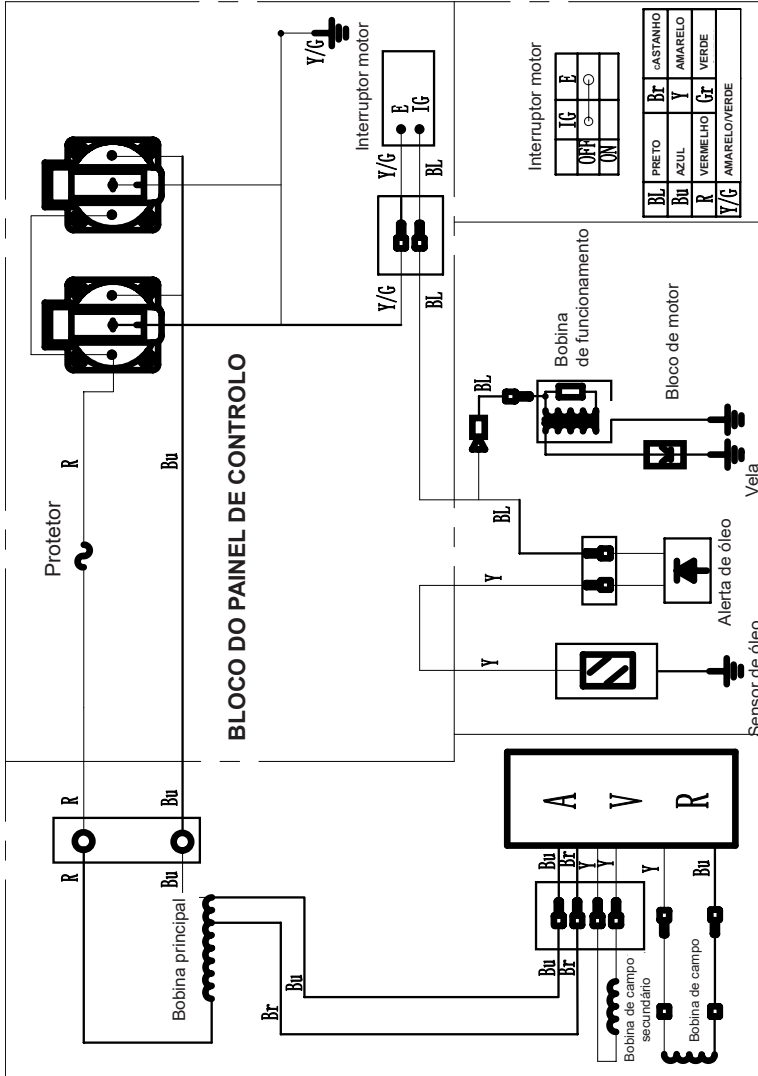 Y/G
Interruptor motor
E
IG
Y/G
BL
Y/G
BL
R
Bu
Protetor
BLOCO DO PAINEL DE CONTROLO
R
Bu
R
Bu
Bobina principal
Br
Bu
Interruptor motor
IG
E
OFF
ON
BL PRETO Br cASTANHO
Bu AZUL Y AMARELO
R VERMELHO Gr VERDE
Y/G AMARELO/VERDE
BL
Bobina
de funcionamento
Bloco de motor
Vela
BL
Y
Alerta de óleo
Y
Sensor de óleo
A V R
Bu
Br
Y
Y
Y
Bu
Bu
Br
Bobina de campo
secundário
Bobina de campo